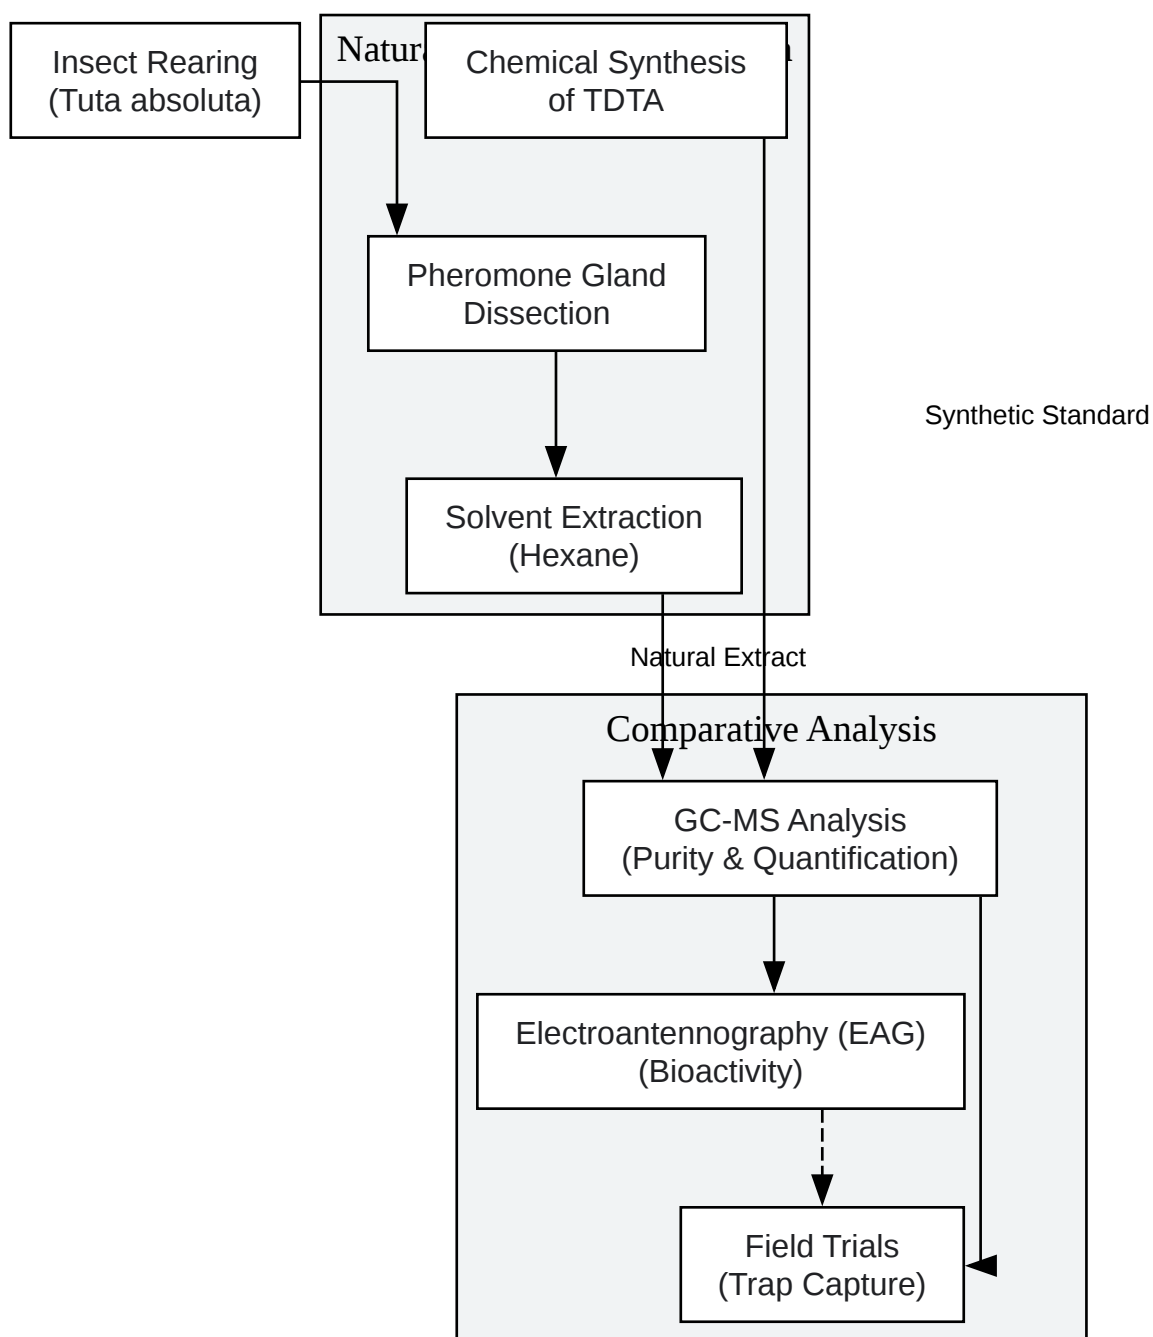 Insect Rearing
(Tuta absoluta)
Chemical Synthesis
of TDTA
Pheromone Gland
Dissection
Synthetic Standard
Solvent Extraction
(Hexane)
Natural Extract
Comparative Analysis
GC-MS Analysis
(Purity & Quantification)
Electroantennography (EAG)
(Bioactivity)
Field Trials
(Trap Capture)